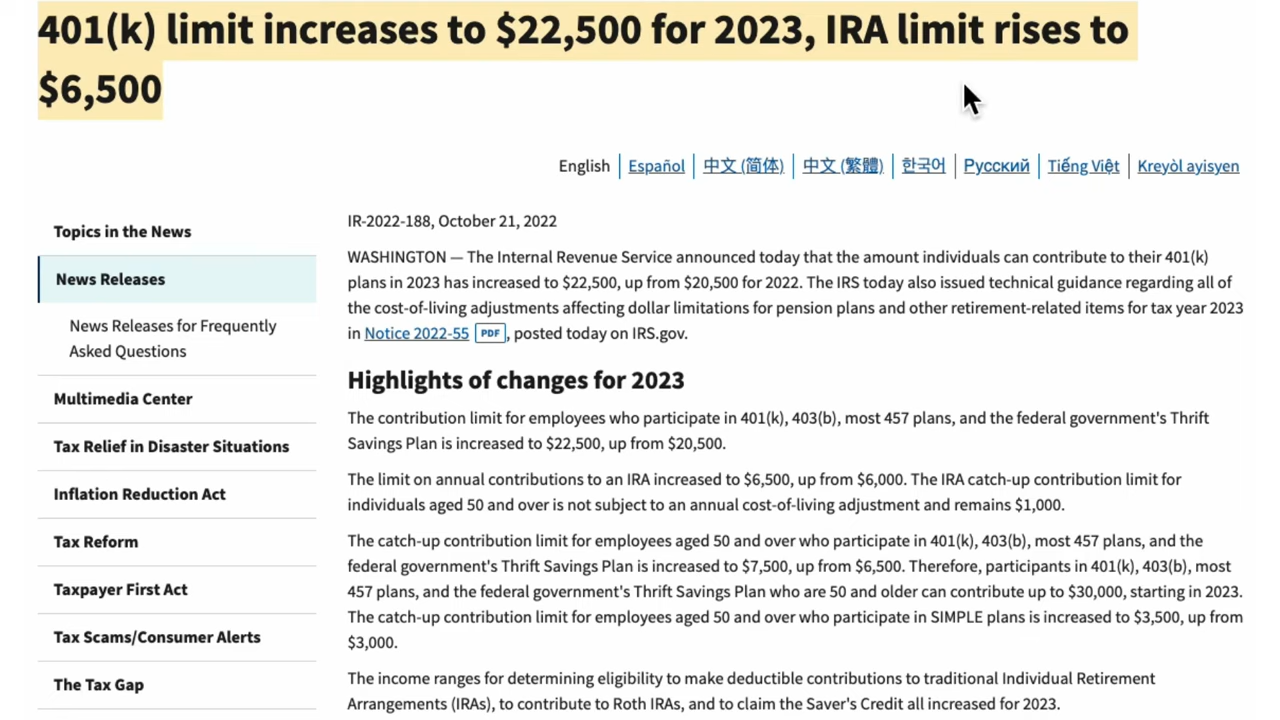 401(k) limit increases to $22,500 for 2023, IRA limit rises to
$6,500
English Español 中文 (简体) 中文 (繁體) 한국어 Русский Tiếng Việt Kreyòl ayisyen
Topics in the News
News Releases
News Releases for Frequently
Asked Questions
Multimedia Center
Tax Relief in Disaster Situations
Inflation Reduction Act
Tax Reform
Taxpayer First Act
Tax Scams/Consumer Alerts
The Tax Gap
IR-2022-188, October 21, 2022
WASHINGTON — The Internal Revenue Service announced today that the amount individuals can contribute to their 401(k)
plans in 2023 has increased to $22,500, up from $20,500 for 2022. The IRS today also issued technical guidance regarding all of
the cost-of-living adjustments affecting dollar limitations for pension plans and other retirement-related items for tax year 2023
in Notice 2022-55 PDF, posted today on IRS.gov.
Highlights of changes for 2023
The contribution limit for employees who participate in 401(k), 403(b), most 457 plans, and the federal government's Thrift
Savings Plan is increased to $22,500, up from $20,500.
The limit on annual contributions to an IRA increased to $6,500, up from $6,000. The IRA catch-up contribution limit for
individuals aged 50 and over is not subject to an annual cost-of-living adjustment and remains $1,000.
The catch-up contribution limit for employees aged 50 and over who participate in 401(k), 403(b), most 457 plans, and the
federal government's Thrift Savings Plan is increased to $7,500, up from $6,500. Therefore, participants in 401(k), 403(b), most
457 plans, and the federal government's Thrift Savings Plan who are 50 and older can contribute up to $30,000, starting in 2023.
The catch-up contribution limit for employees aged 50 and over who participate in SIMPLE plans is increased to $3,500, up from
$3,000.
The income ranges for determining eligibility to make deductible contributions to traditional Individual Retirement
Arrangements (IRAs), to contribute to Roth IRAs, and to claim the Saver's Credit all increased for 2023.